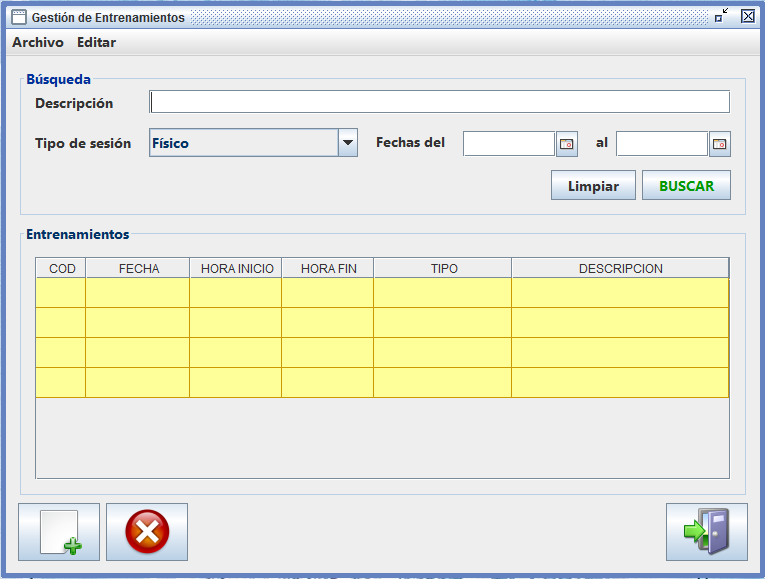 Gestión de Entrenamientos
Archivo Editar
Búsqueda
Descripción
Tipo de sesión Físico Fechas del al
Limpiar BUSCAR
Entrenamientos
COD FECHA HORA INICIO HORA FIN TIPO DESCRIPCION